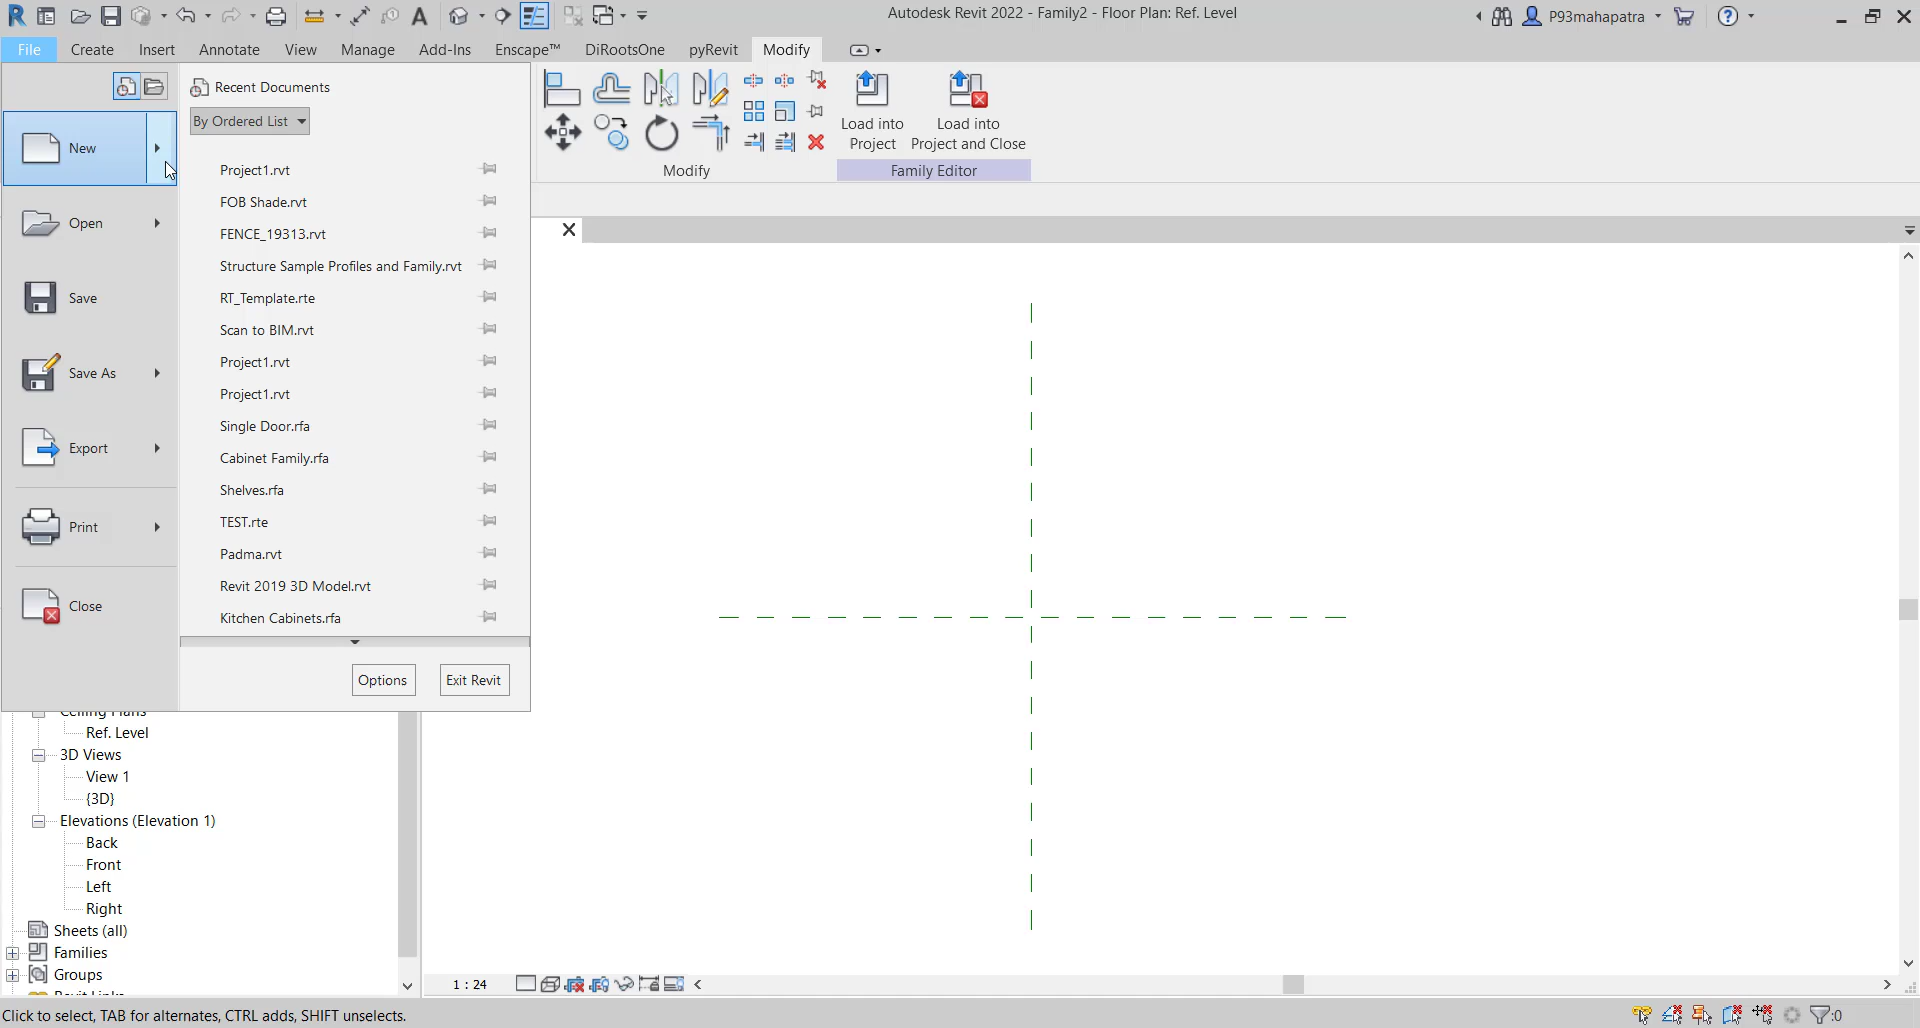 Autodesk Revit 2022 - Family2 - Floor Plan: Ref. Level
P93mahapatra
File Create Insert Annotate View Manage Add-Ins Enscape™ DiRootsOne pyRevit Modify
Recent Documents
By Ordered List
New
Open
Save
Save As
Export
Print
Close
Project1.rvt
FOB Shade.rvt
FENCE_19313.rvt
Structure Sample Profiles and Family.rvt
RT_Template.rte
Scan to BIM.rvt
Project1.rvt
Project1.rvt
Single Door.rfa
Cabinet Family.rfa
Shelves.rfa
TEST.rte
Padma.rvt
Revit 2019 3D Model.rvt
Kitchen Cabinets.rfa
Options Exit Revit
Load into
Project
Load into
Project and Close
Modify
Family Editor
Ceiling Plans
Ref. Level
3D Views
View 1
{3D}
Elevations (Elevation 1)
Back
Front
Left
Right
Sheets (all)
Families
Groups
1 : 24
Click to select, TAB for alternates, CTRL adds, SHIFT unselects.
:0